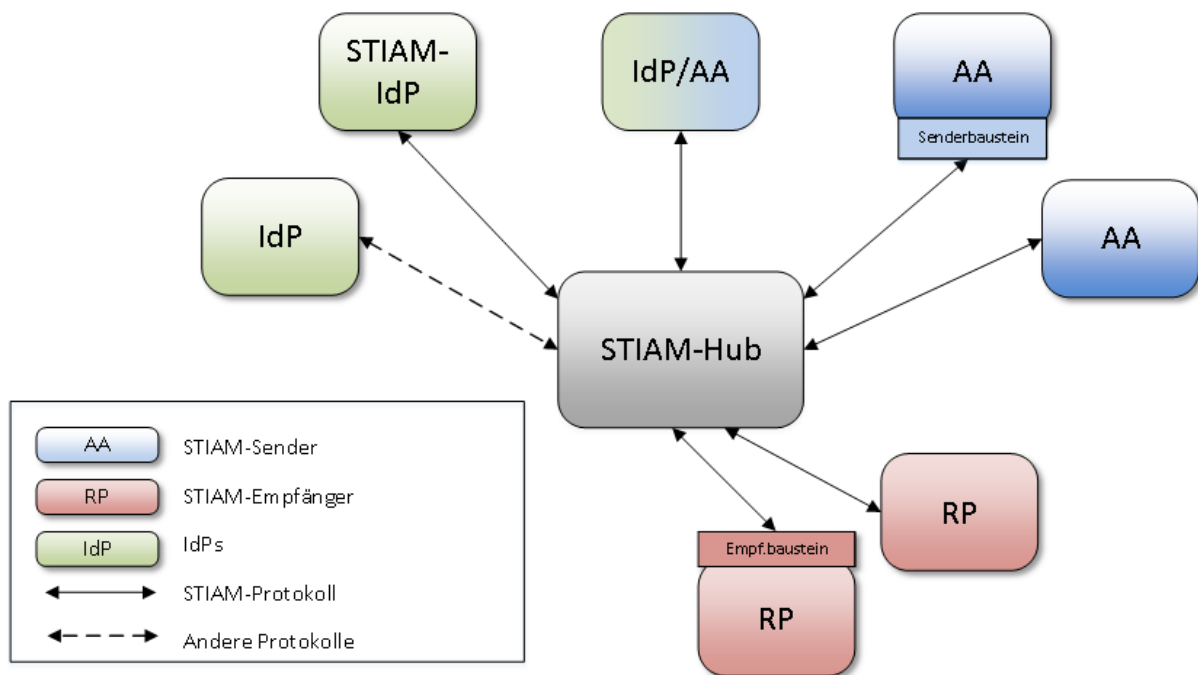 STIAM-
IdP
IdP/AA
AA
Senderbaustein
IdP
AA
STIAM-Hub
RP
Empf.baustein
RP
AA
STIAM-Sender
RP
STIAM-Empfänger
IdP
IdPs
STIAM-Protokoll
Andere Protokolle